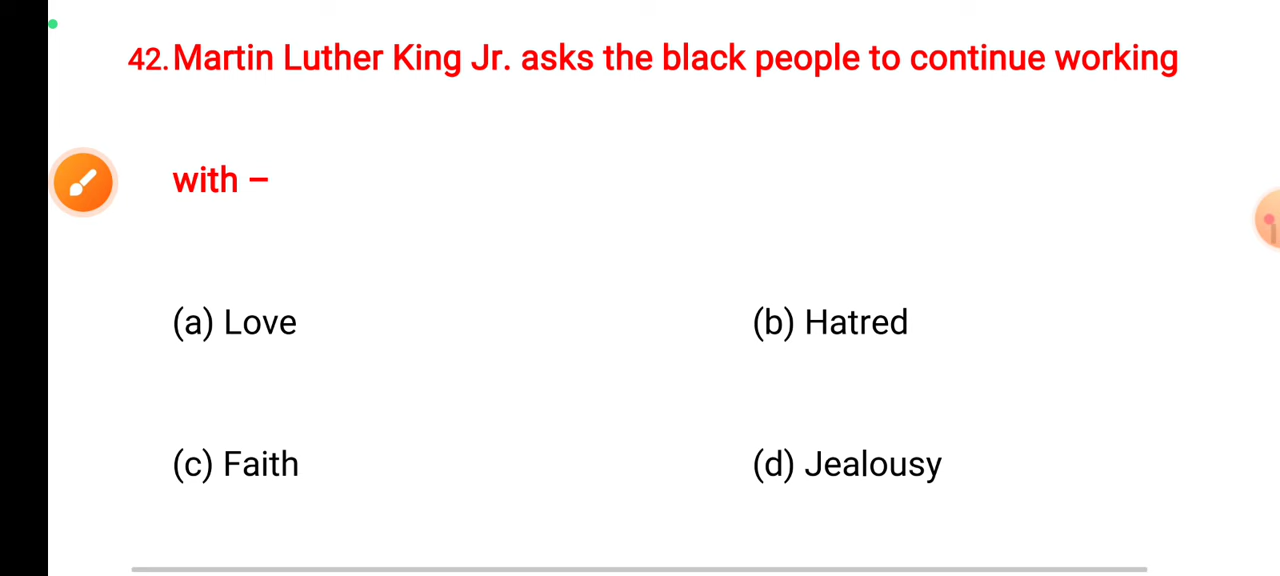 42. Martin Luther King Jr. asks the black people to continue working
with –
(a) Love
(b) Hatred
(c) Faith
(d) Jealousy